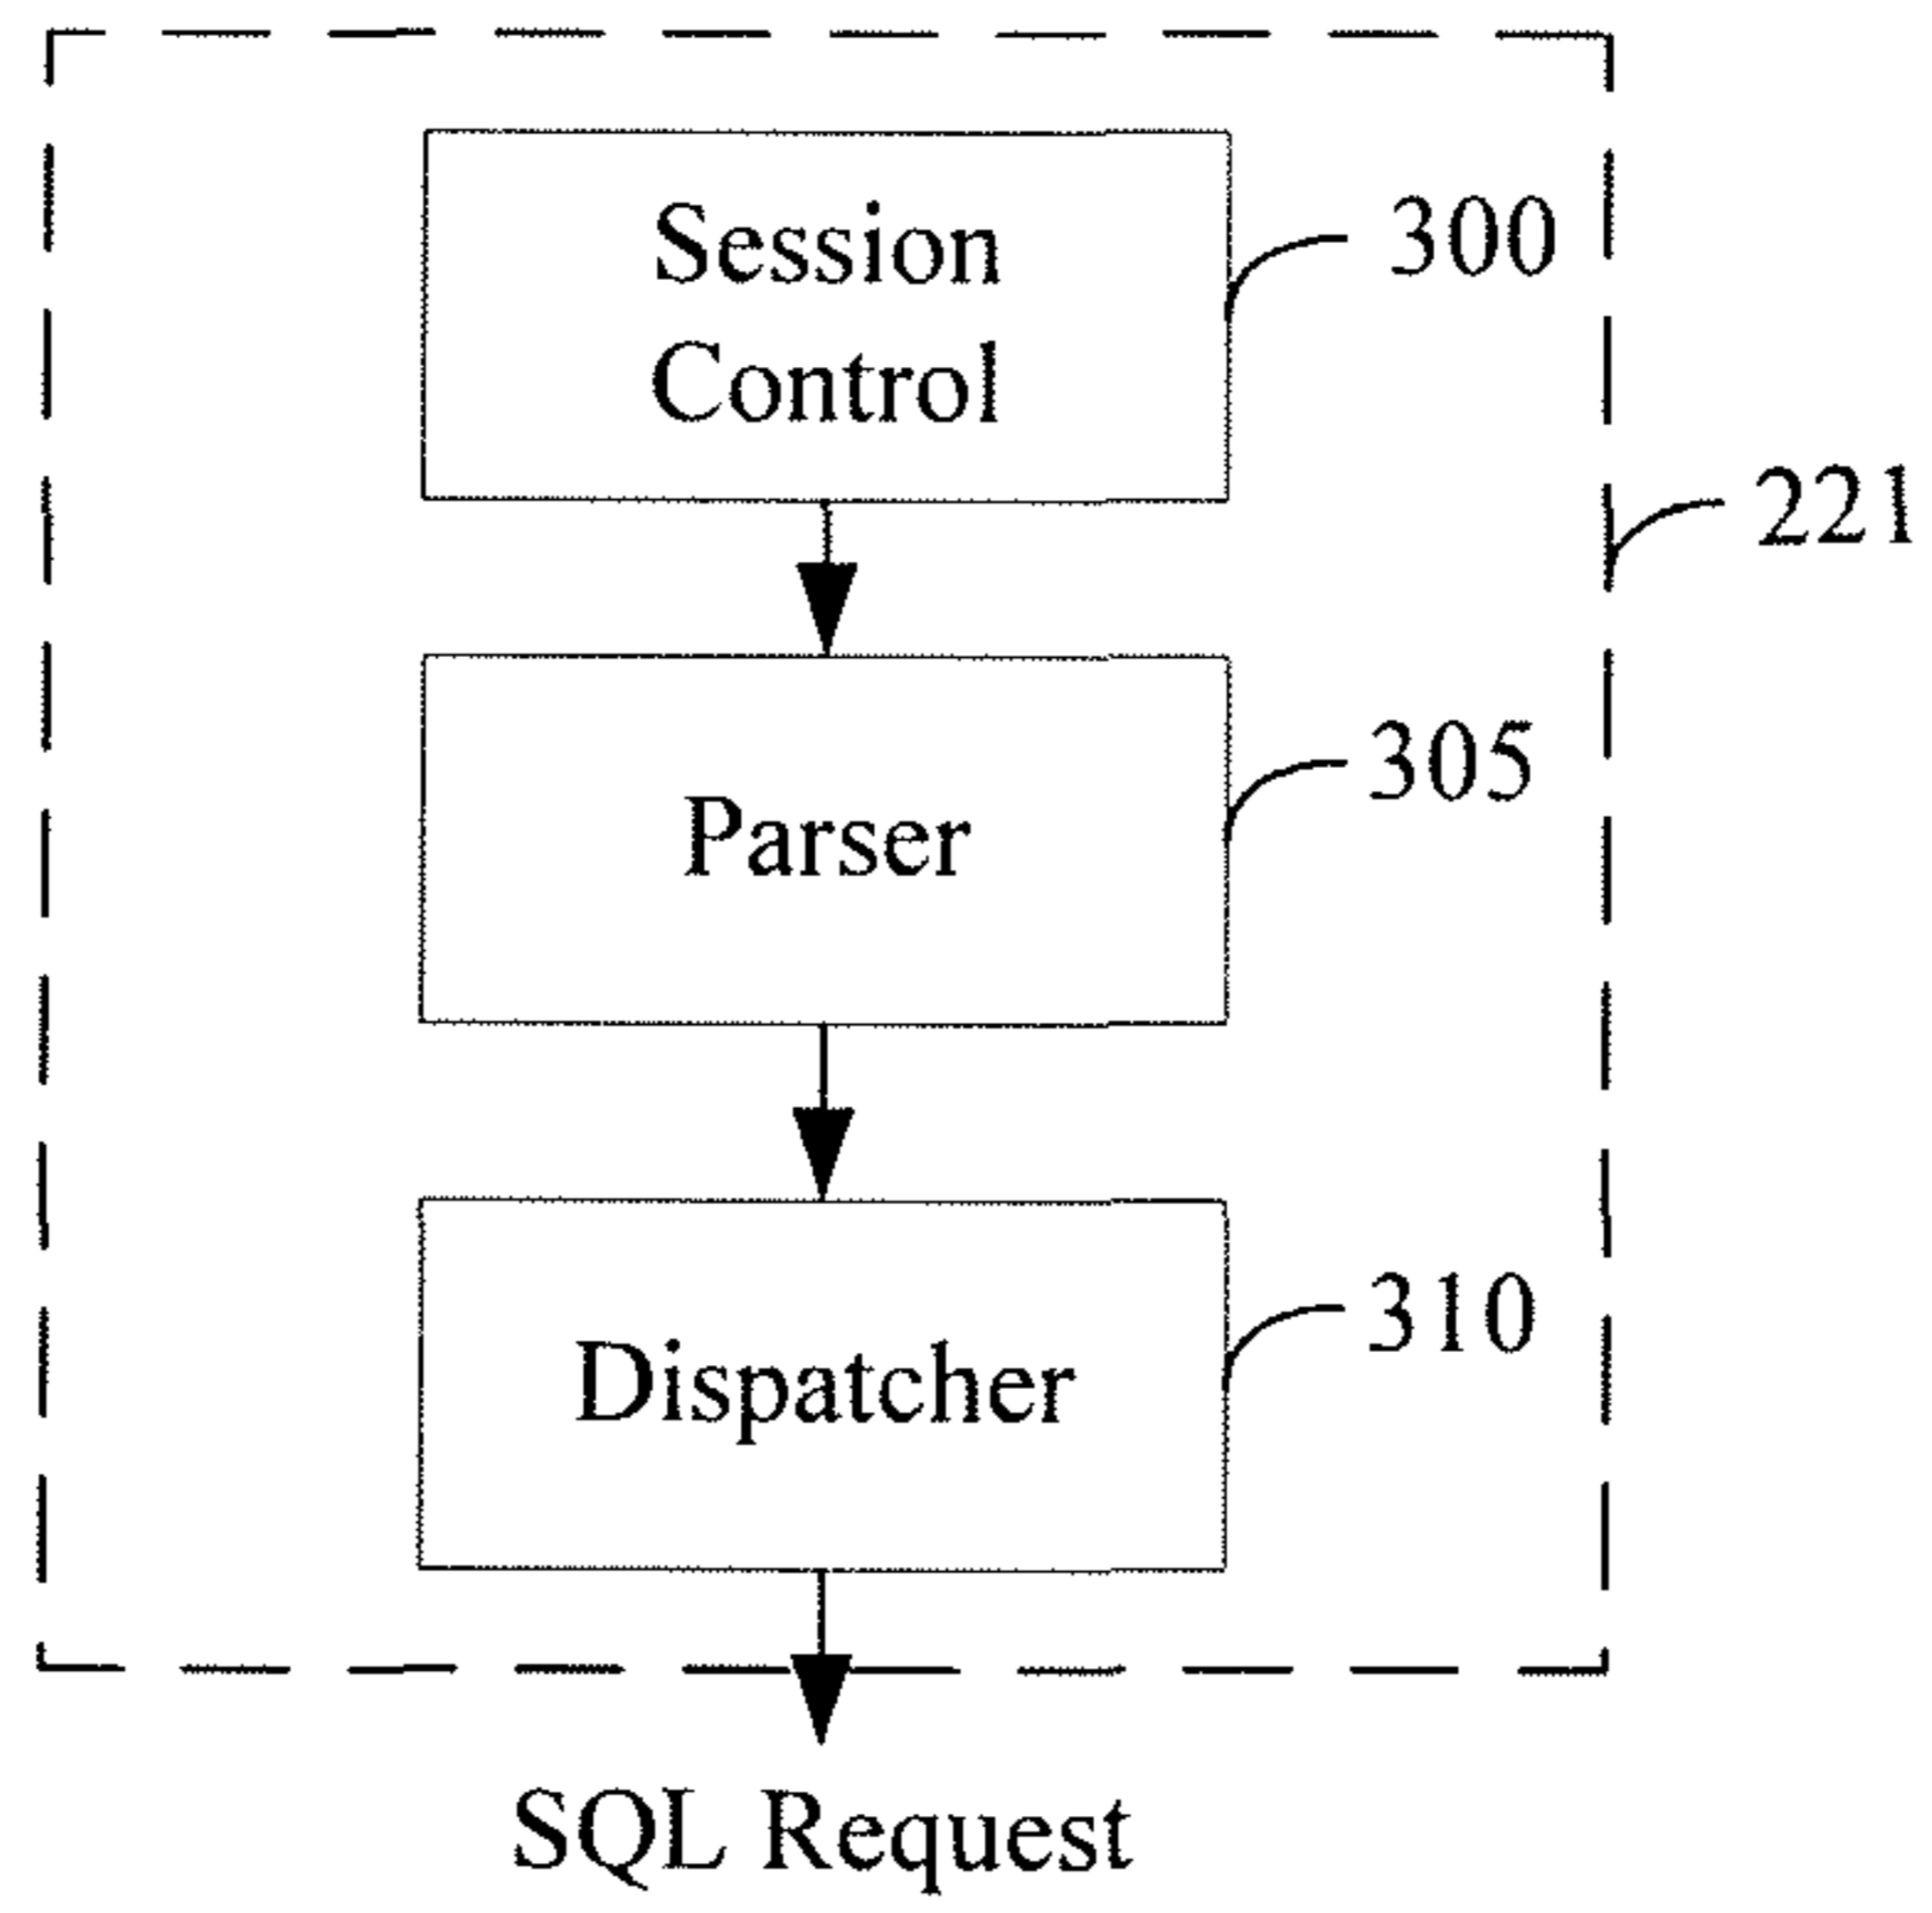 Session
Control
300
221
Parser
305
Dispatcher
310
SQL Request